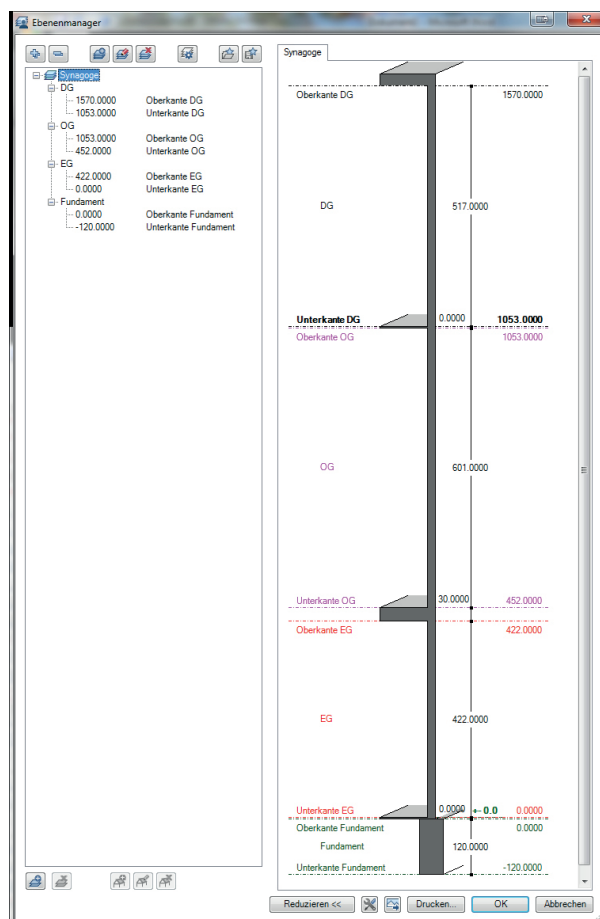 Ebenenmanager
Synagoge
DG
1570.0000 Oberkante DG
1053.0000 Unterkante DG
OG
1053.0000 Oberkante OG
452.0000 Unterkante OG
EG
422.0000 Oberkante EG
0.0000 Unterkante EG
Fundament
0.0000 Oberkante Fundament
-120.0000 Unterkante Fundament
Synagoge
Oberkante DG 1570.0000
DG 517.0000
Unterkante DG 0.0000 1053.0000
Oberkante OG 1053.0000
OG 601.0000
Unterkante OG 30.0000 452.0000
Oberkante EG 422.0000
EG 422.0000
Unterkante EG 0.0000 +- 0.0 0.0000
Oberkante Fundament 0.0000
Fundament 120.0000
Unterkante Fundament -120.0000
Reduzieren << Drucken... OK Abbrechen